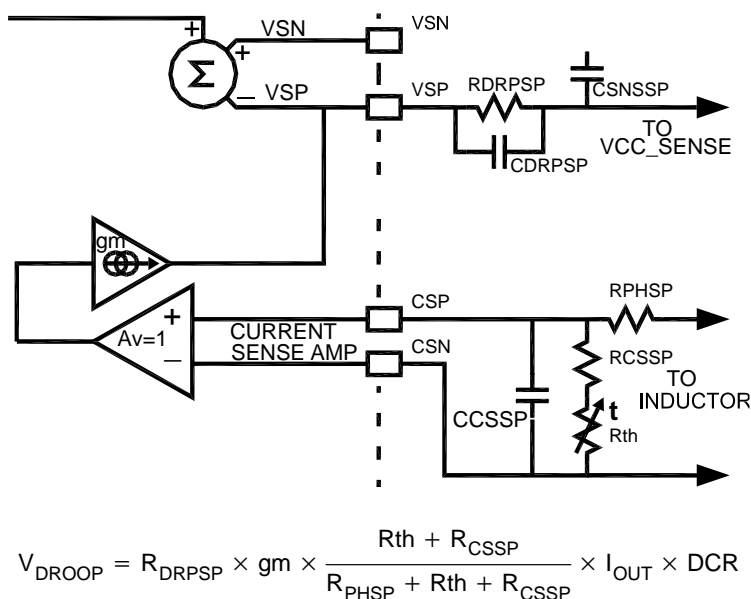 +
VSN
VSN
+
Σ
VSP
VSP
RDRPSP
CSNSSP
−
CDRPSP
TO
VCC_SENSE
gm
CSP
RPHSP
+
Av=1
CURRENT
SENSE AMP
−
CSN
RCSSP
TO
INDUCTOR
CCSSP
t
Rth
V_DROOP = R_DRPSP × gm × (Rth + R_CSSP) / (R_PHSP + Rth + R_CSSP) × I_OUT × DCR